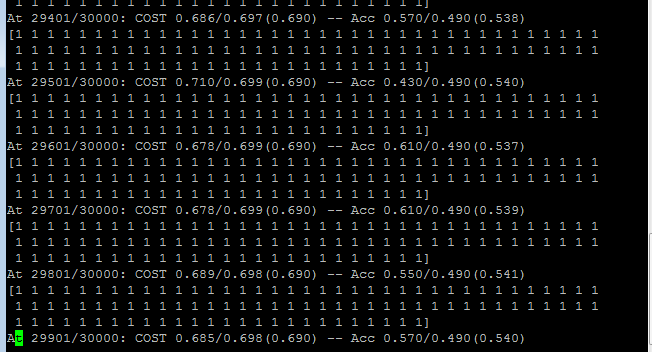 1 1 1 1 1 1 1 1 1 1 1 1 1 1 1 1 1 1 1 1 1 1 1 1 1 1]
At 29401/30000: COST 0.686/0.697(0.690) -- Acc 0.570/0.490(0.538)
[1 1 1 1 1 1 1 1 1 1 1 1 1 1 1 1 1 1 1 1 1 1 1 1 1 1 1 1 1 1 1 1 1 1 1 1 1
1 1 1 1 1 1 1 1 1 1 1 1 1 1 1 1 1 1 1 1 1 1 1 1 1 1 1 1 1 1 1 1 1 1 1 1 1
1 1 1 1 1 1 1 1 1 1 1 1 1 1 1 1 1 1 1 1 1 1 1 1 1 1]
At 29501/30000: COST 0.710/0.699(0.690) -- Acc 0.430/0.490(0.540)
[1 1 1 1 1 1 1 1 1 1 1 1 1 1 1 1 1 1 1 1 1 1 1 1 1 1 1 1 1 1 1 1 1 1 1 1 1
1 1 1 1 1 1 1 1 1 1 1 1 1 1 1 1 1 1 1 1 1 1 1 1 1 1 1 1 1 1 1 1 1 1 1 1 1
1 1 1 1 1 1 1 1 1 1 1 1 1 1 1 1 1 1 1 1 1 1 1 1 1 1]
At 29601/30000: COST 0.678/0.699(0.690) -- Acc 0.610/0.490(0.537)
[1 1 1 1 1 1 1 1 1 1 1 1 1 1 1 1 1 1 1 1 1 1 1 1 1 1 1 1 1 1 1 1 1 1 1 1 1
1 1 1 1 1 1 1 1 1 1 1 1 1 1 1 1 1 1 1 1 1 1 1 1 1 1 1 1 1 1 1 1 1 1 1 1 1
1 1 1 1 1 1 1 1 1 1 1 1 1 1 1 1 1 1 1 1 1 1 1 1 1 1]
At 29701/30000: COST 0.678/0.699(0.690) -- Acc 0.610/0.490(0.539)
[1 1 1 1 1 1 1 1 1 1 1 1 1 1 1 1 1 1 1 1 1 1 1 1 1 1 1 1 1 1 1 1 1 1 1 1 1
1 1 1 1 1 1 1 1 1 1 1 1 1 1 1 1 1 1 1 1 1 1 1 1 1 1 1 1 1 1 1 1 1 1 1 1 1
1 1 1 1 1 1 1 1 1 1 1 1 1 1 1 1 1 1 1 1 1 1 1 1 1 1]
At 29801/30000: COST 0.689/0.698(0.690) -- Acc 0.550/0.490(0.541)
[1 1 1 1 1 1 1 1 1 1 1 1 1 1 1 1 1 1 1 1 1 1 1 1 1 1 1 1 1 1 1 1 1 1 1 1 1
1 1 1 1 1 1 1 1 1 1 1 1 1 1 1 1 1 1 1 1 1 1 1 1 1 1 1 1 1 1 1 1 1 1 1 1 1
1 1 1 1 1 1 1 1 1 1 1 1 1 1 1 1 1 1 1 1 1 1 1 1 1 1]
At 29901/30000: COST 0.685/0.698(0.690) -- Acc 0.570/0.490(0.540)